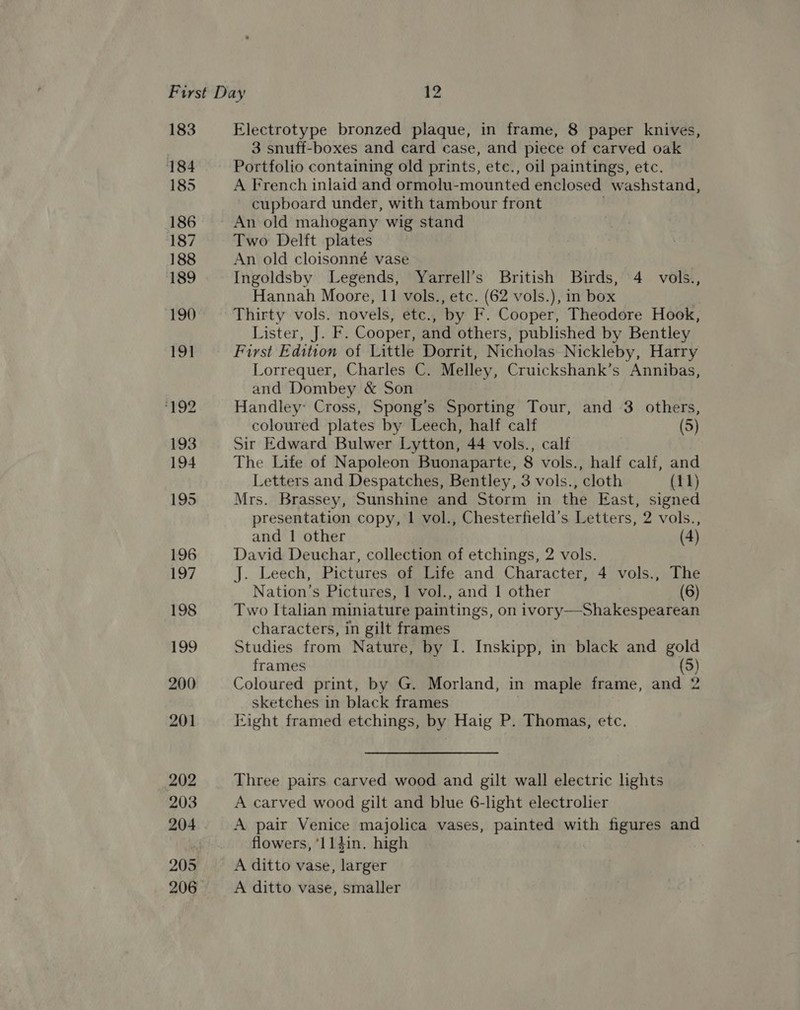 First Day 12
183 Electrotype bronzed plaque, in frame, 8 paper knives,
3 snuff-boxes and card case, and piece of carved oak
184 Portfolio containing old prints, etc., oil paintings, etc.
185 A French inlaid and ormolu-mounted enclosed washstand,
cupboard under, with tambour front
186 An old mahogany wig stand
187 Two Delft plates
188 An old cloisonné vase
189 Ingoldsby Legends, Yarrell's British Birds, 4 vols.,
Hannah Moore, 11 vols., etc. (62 vols.), in box
190 Thirty vols. novels, etc., by F. Cooper, Theodore Hook,
Lister, J. F. Cooper, and others, published by Bentley
191 First Edition of Little Dorrit, Nicholas Nickleby, Harry
Lorrequer, Charles C. Melley, Cruickshank's Annibas,
and Dombey & Son
192 Handley Cross, Spong's Sporting Tour, and 3 others,
coloured plates by Leech, half calf (5)
193 Sir Edward Bulwer Lytton, 44 vols., calf
194 The Life of Napoleon Buonaparte, 8 vols., half calf, and
Letters and Despatches, Bentley, 3 vols., cloth (11)
195 Mrs. Brassey, Sunshine and Storm in the East, signed
presentation copy, 1 vol., Chesterfield's Letters, 2 vols.,
and 1 other (4)
196 David Deuchar, collection of etchings, 2 vols.
197 J. Leech, Pictures of Life and Character, 4 vols., The
Nation's Pictures, 1 vol., and 1 other (6)
198 Two Italian miniature paintings, on ivory—Shakespearean
characters, in gilt frames
199 Studies from Nature, by I. Inskipp, in black and gold
frames (5)
200 Coloured print, by G. Morland, in maple frame, and 2
sketches in black frames
201 Eight framed etchings, by Haig P. Thomas, etc.
202 Three pairs carved wood and gilt wall electric lights
203 A carved wood gilt and blue 6-light electrolier
204 A pair Venice majolica vases, painted with figures and
flowers, 11½in. high
205 A ditto vase, larger
206 A ditto vase, smaller